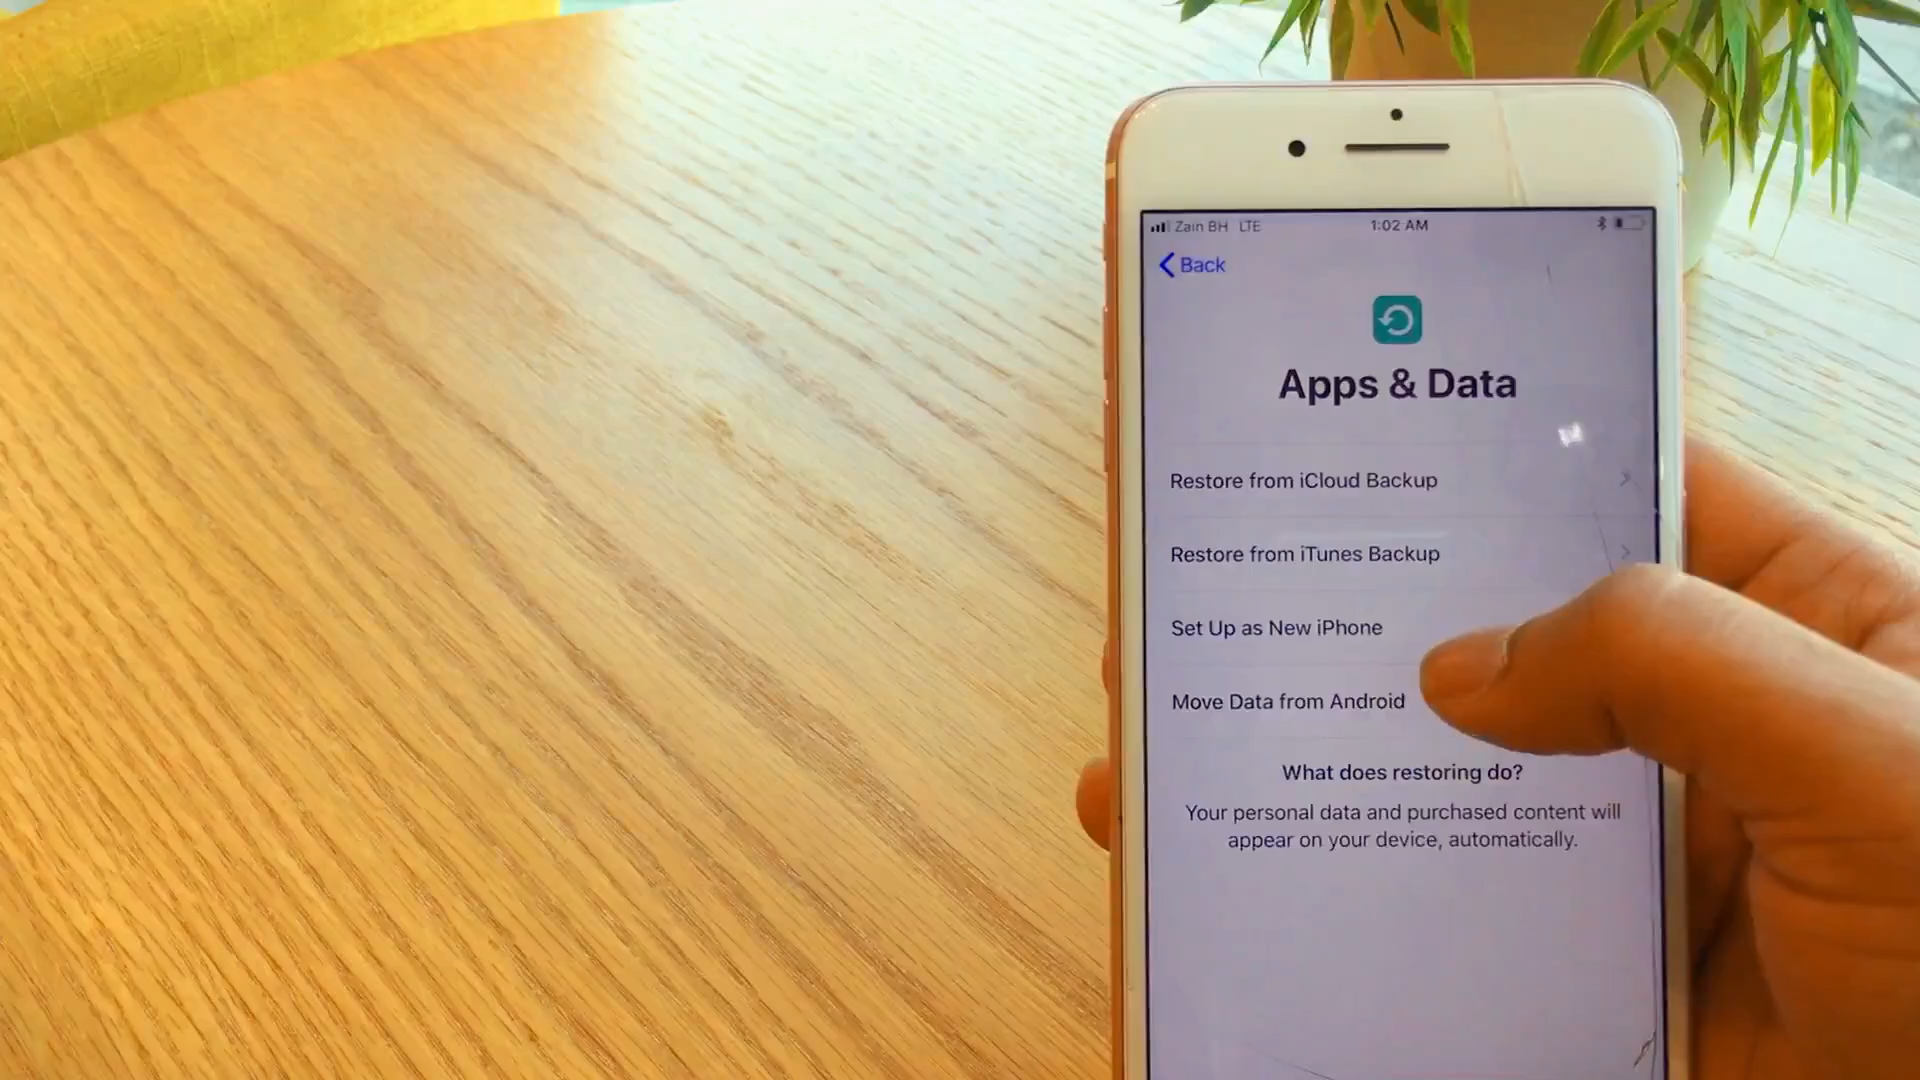 Zain BH LTE 1:02 AM
Back
Apps & Data
Restore from iCloud Backup
Restore from iTunes Backup
Set Up as New iPhone
Move Data from Android
What does restoring do?
Your personal data and purchased content will
appear on your device, automatically.